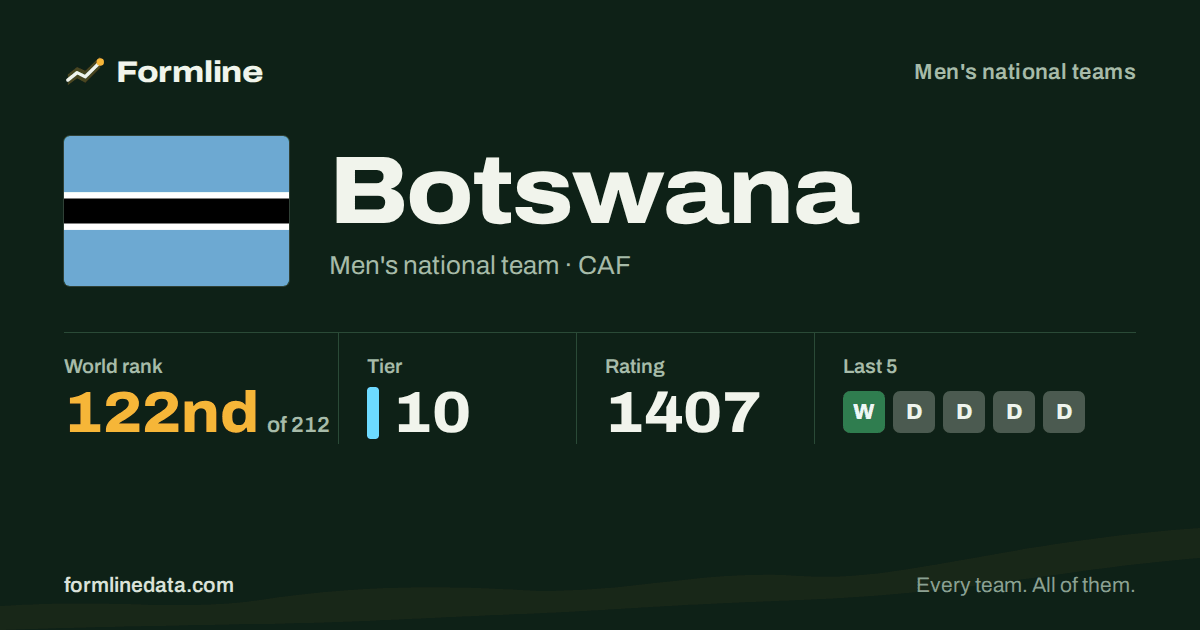 Formline
Men's national teams
Botswana
Men's national team · CAF
World rank
122nd of 212
Tier
10
Rating
1407
Last 5
W D D D D
formlinedata.com
Every team. All of them.